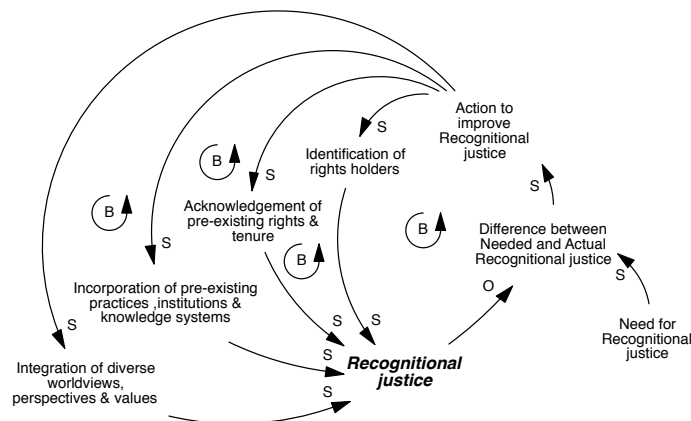 Action to
improve
Recognitional
justice
S
Identification of
rights holders
B
S
Acknowledgement of
pre-existing rights &
tenure
B
S
B
B
S
Difference between
Needed and Actual
Recognitional justice
S
Incorporation of pre-existing
practices ,institutions &
knowledge systems
O
S
S
Need for
Recognitional
justice
S
Integration of diverse
worldviews,
perspectives & values
S
S
Recognitional
justice
S